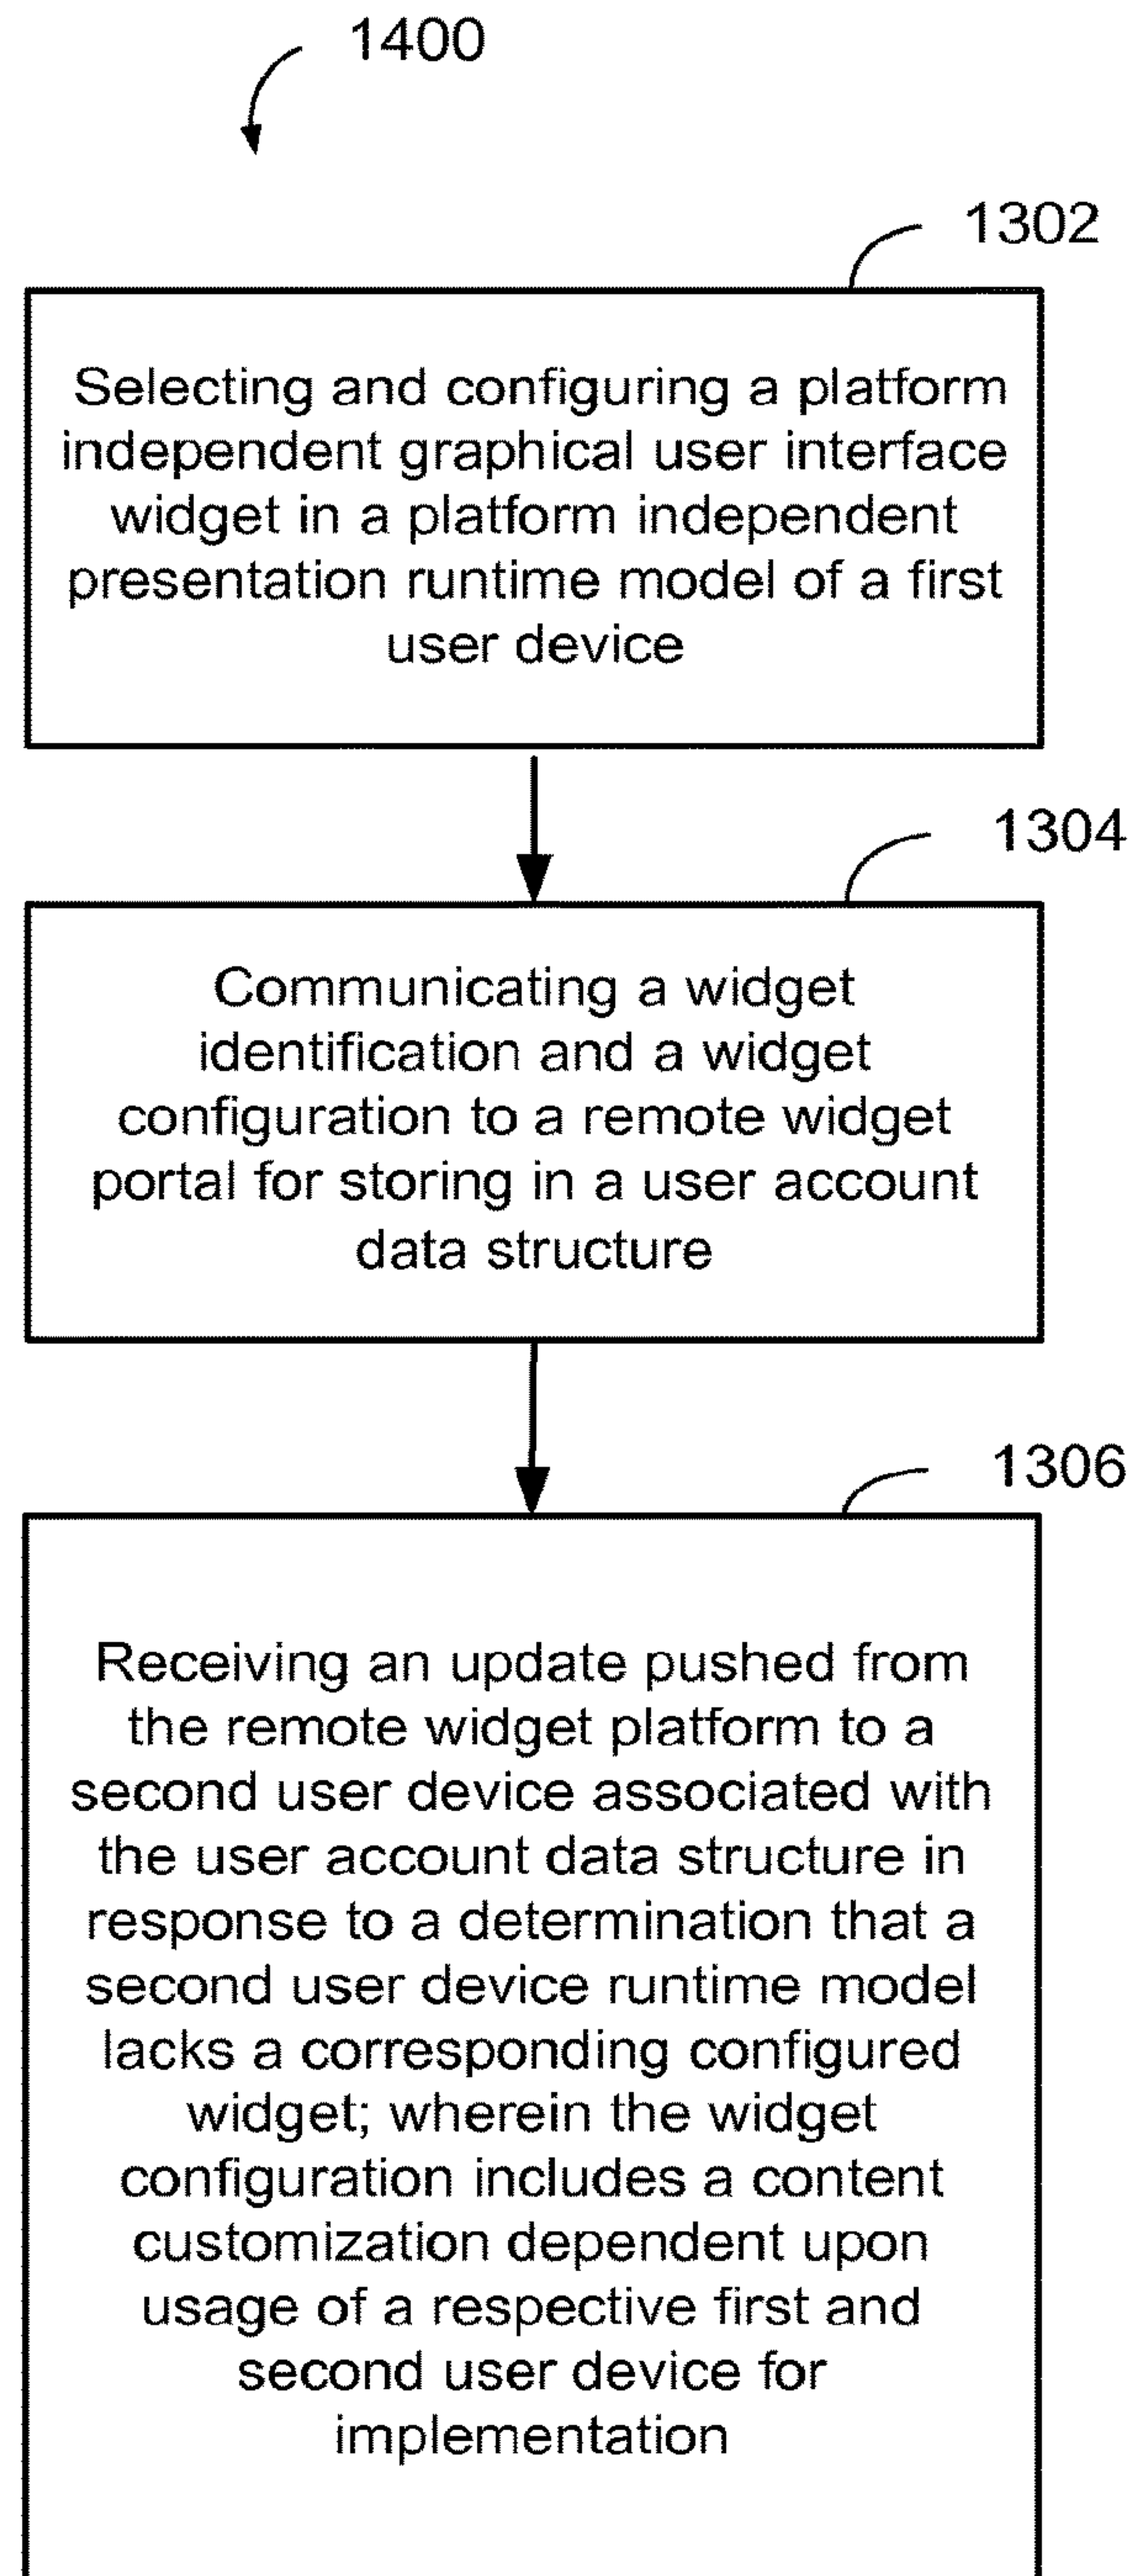 1400
1302
Selecting and configuring a platform
independent graphical user interface
widget in a platform independent
presentation runtime model of a first
user device
1304
Communicating a widget
identification and a widget
configuration to a remote widget
portal for storing in a user account
data structure
1306
Receiving an update pushed from
the remote widget platform to a
second user device associated with
the user account data structure in
response to a determination that a
second user device runtime model
lacks a corresponding configured
widget; wherein the widget
configuration includes a content
customization dependent upon
usage of a respective first and
second user device for
implementation